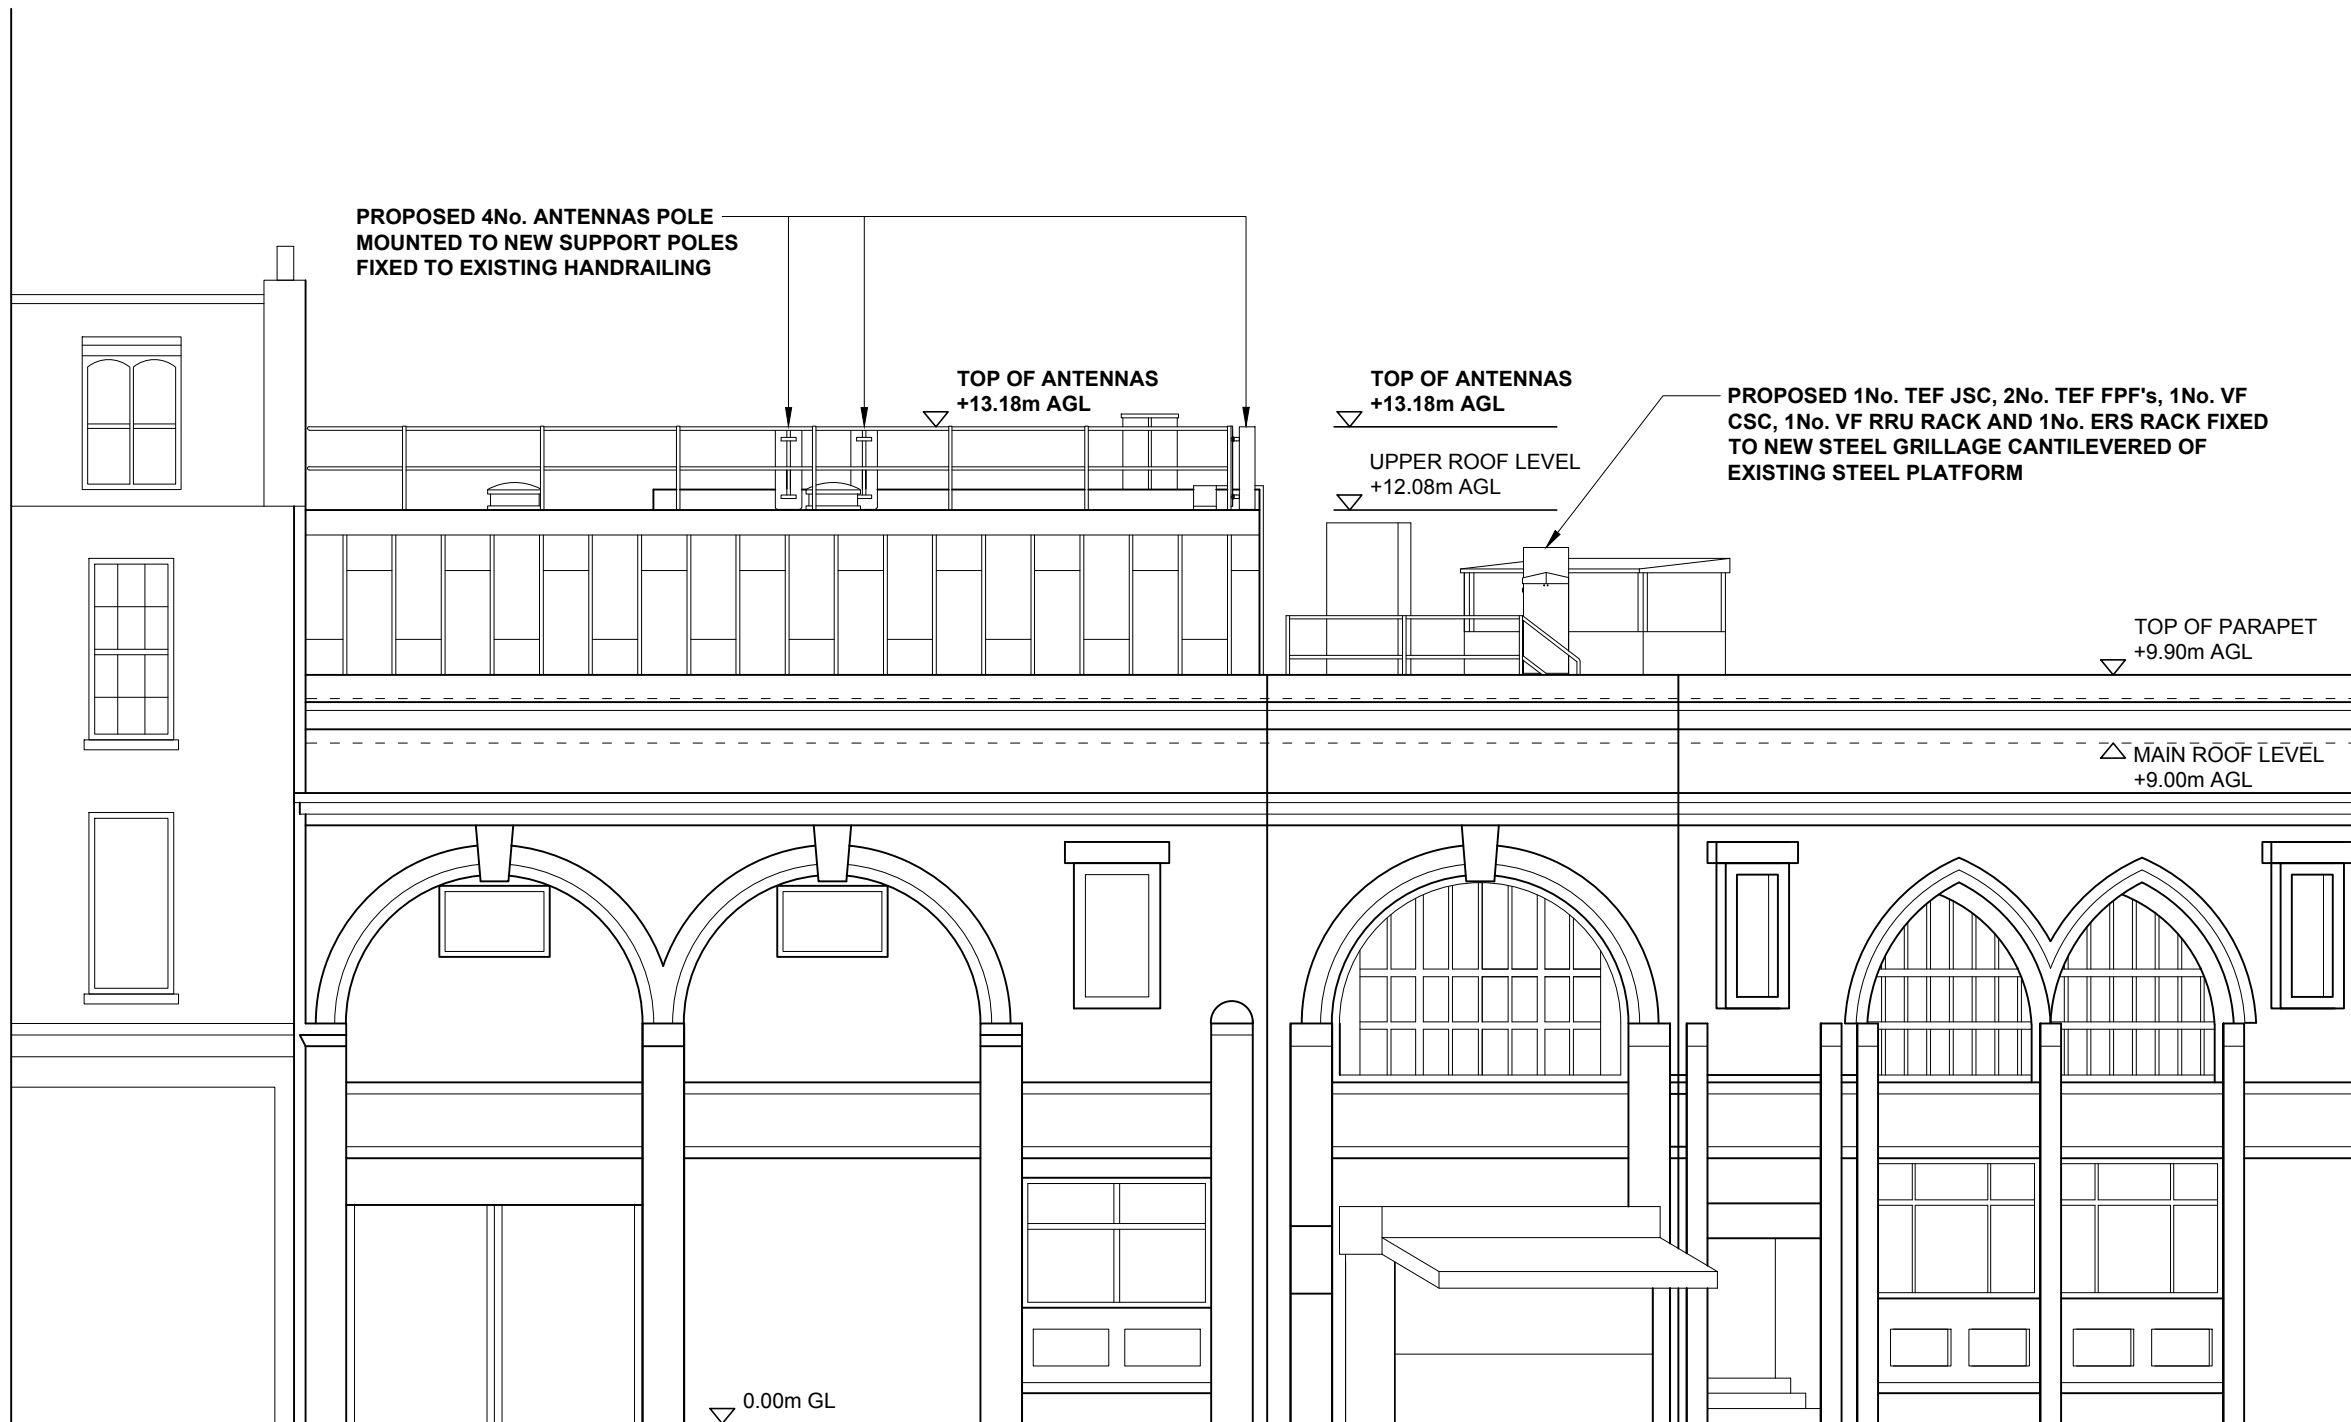 PROPOSED 4No. ANTENNAS POLE
MOUNTED TO NEW SUPPORT POLES
FIXED TO EXISTING HANDRAILING
TOP OF ANTENNAS
+13.18m AGL
TOP OF ANTENNAS
+13.18m AGL
UPPER ROOF LEVEL
+12.08m AGL
PROPOSED 1No. TEF JSC, 2No. TEF FPF's, 1No. VF
CSC, 1No. VF RRU RACK AND 1No. ERS RACK FIXED
TO NEW STEEL GRILLAGE CANTILEVERED OF
EXISTING STEEL PLATFORM
TOP OF PARAPET
+9.90m AGL
MAIN ROOF LEVEL
+9.00m AGL
0.00m GL